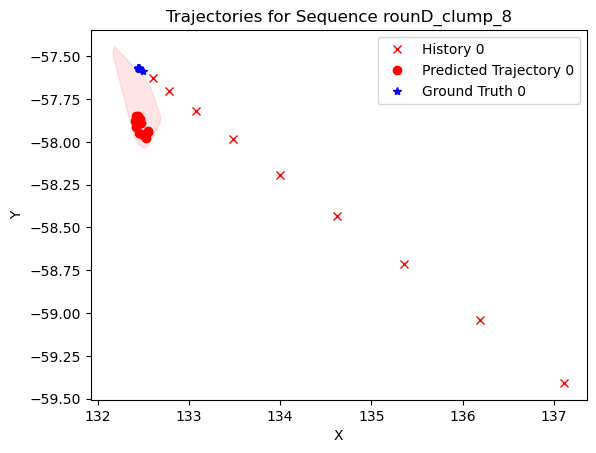 Trajectories for Sequence rounD_clump_8
History 0
Predicted Trajectory 0
Ground Truth 0
−57.50
−57.75
−58.00
−58.25
−58.50
−58.75
−59.00
−59.25
−59.50
Y
132
133
134
135
136
137
X